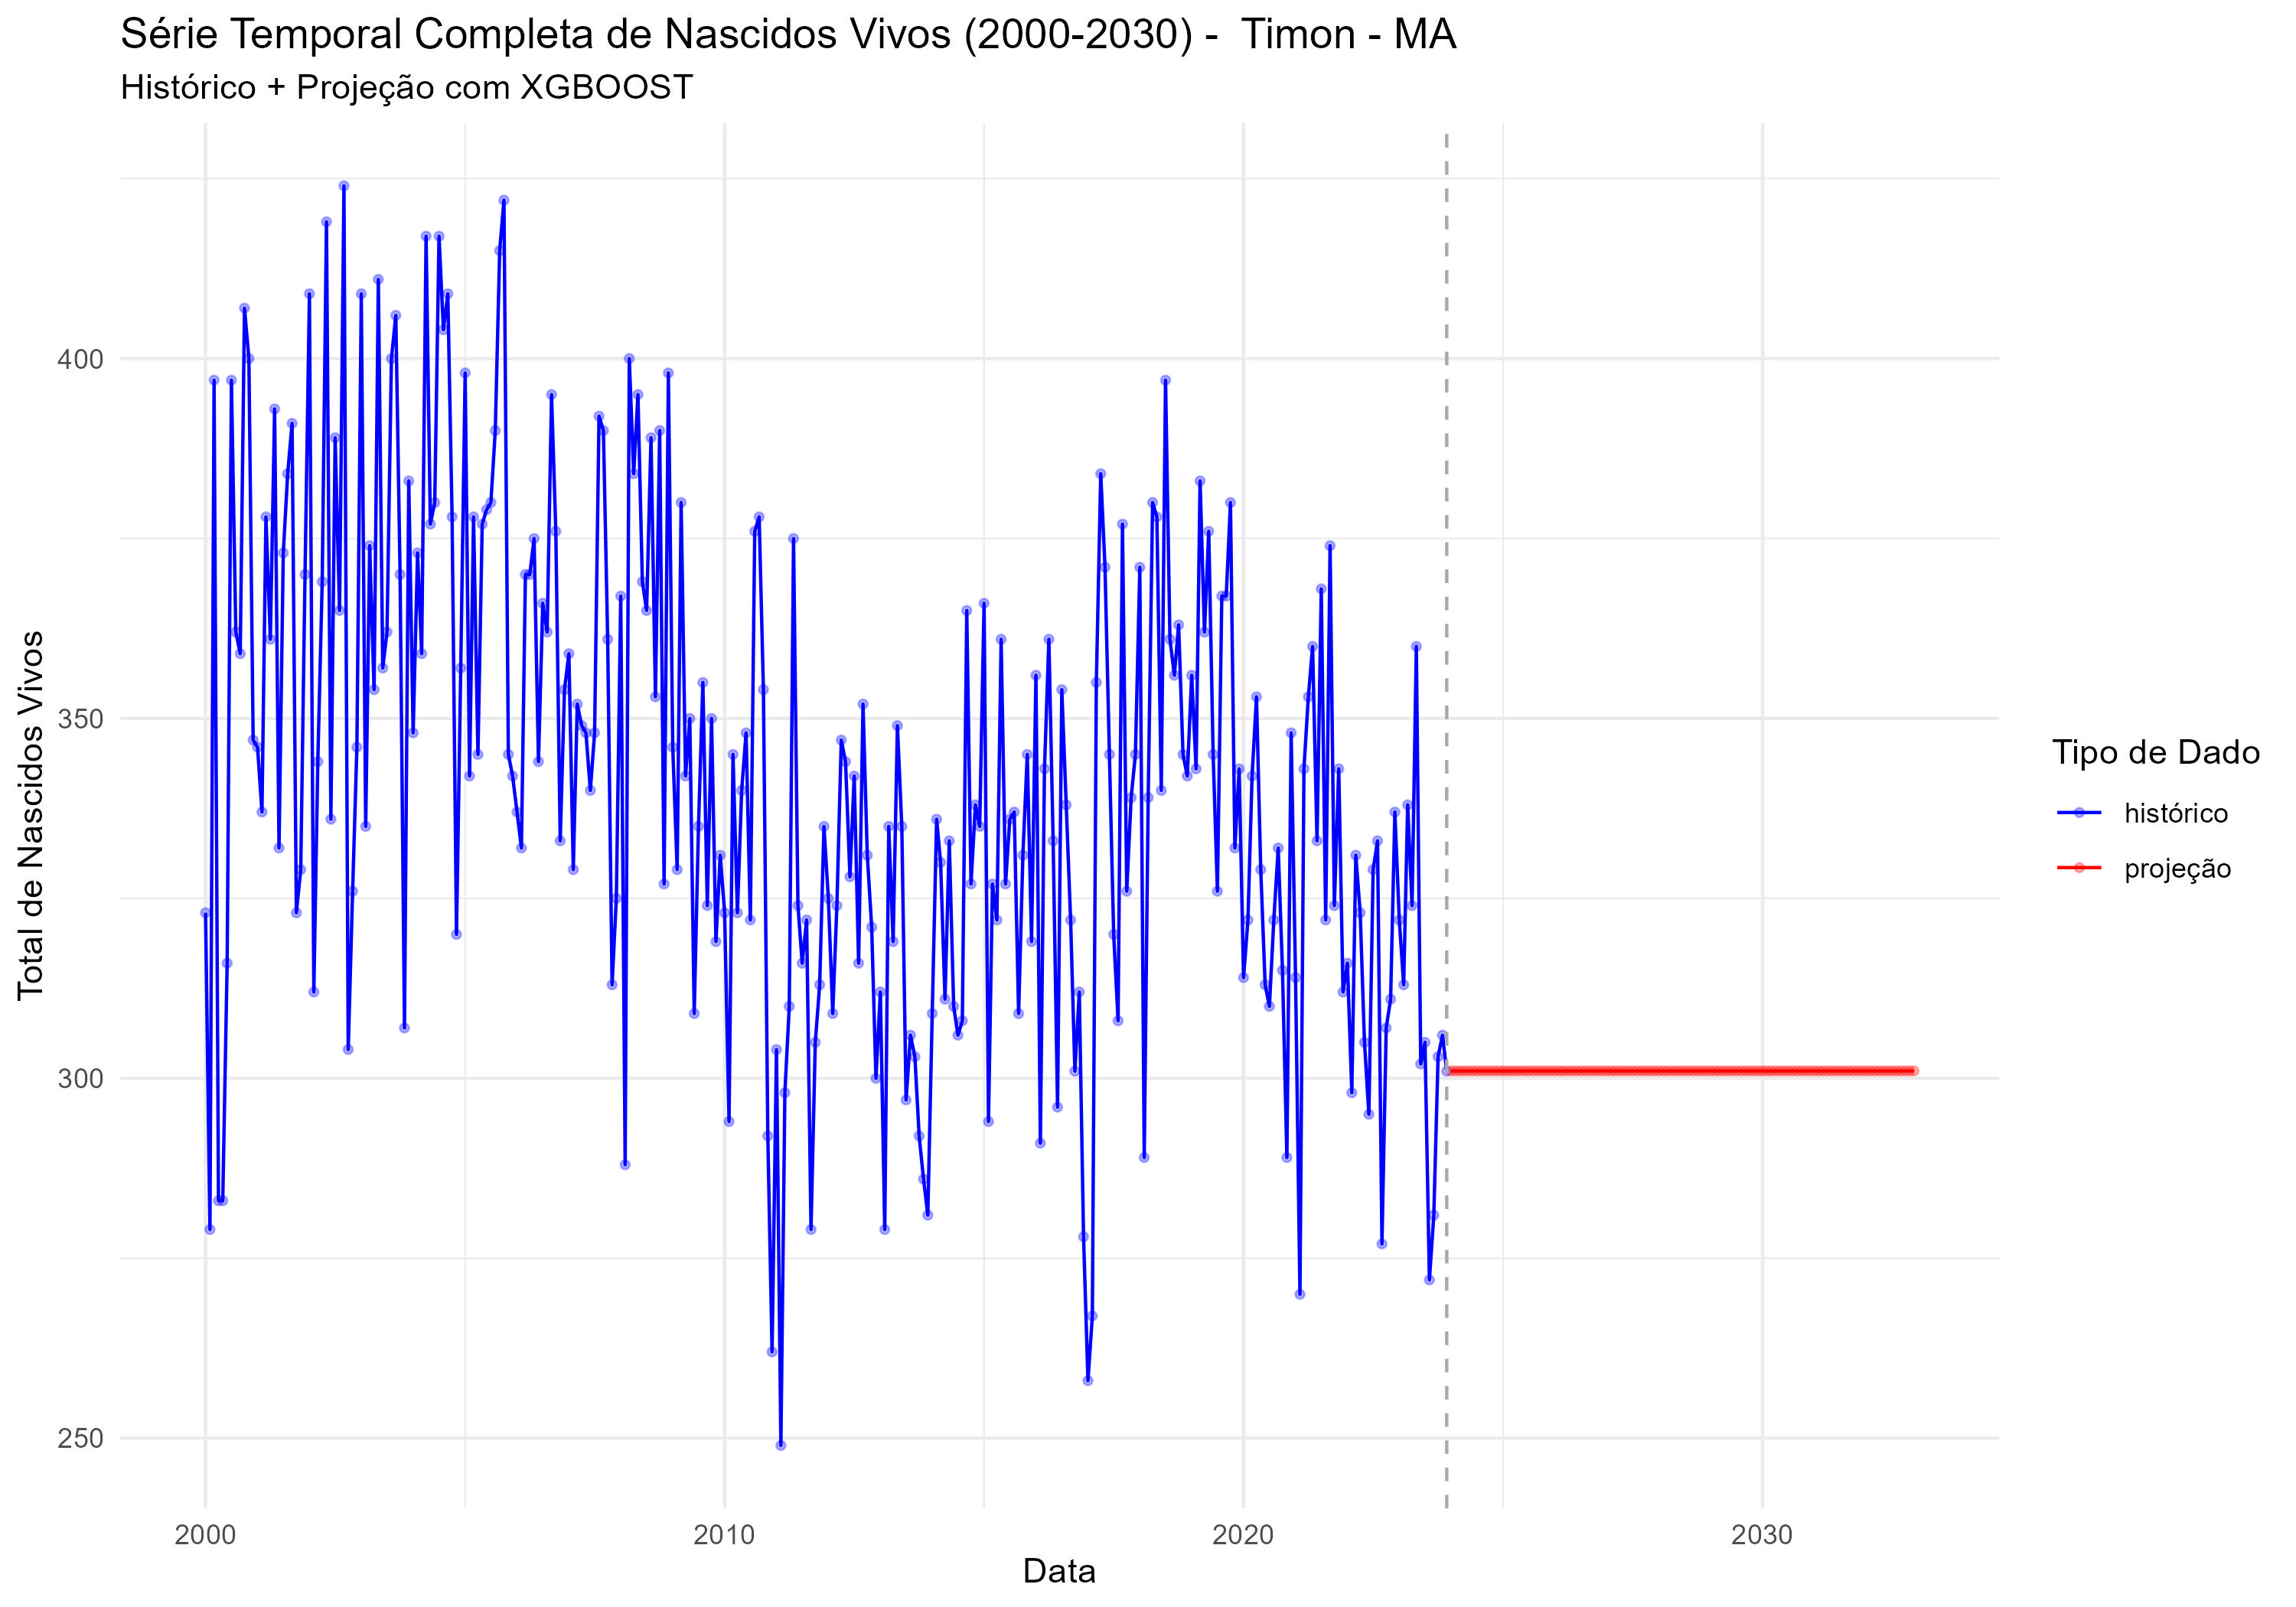 Série Temporal Completa de Nascidos Vivos (2000-2030) -  Timon - MA
Histórico + Projeção com XGBOOST
Total de Nascidos Vivos
400
350
300
250
2000
2010
2020
2030
Data
Tipo de Dado
histórico
projeção